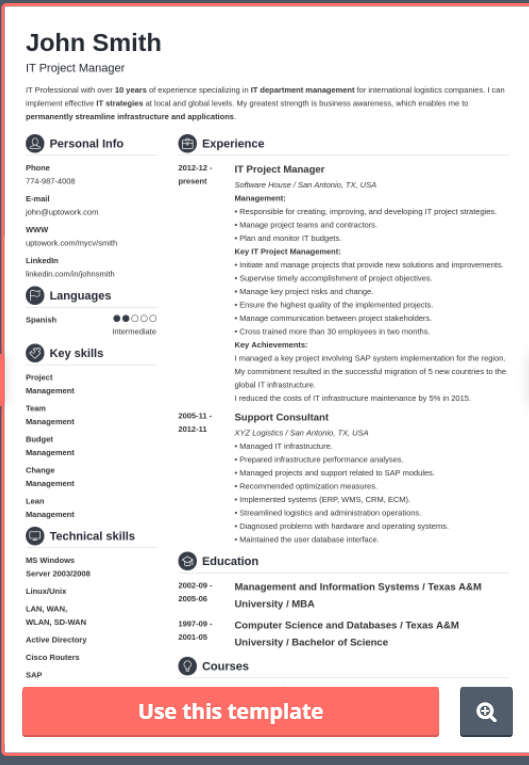 John Smith
IT Project Manager
IT Professional with over 10 years of experience specializing in IT department management for international logistics companies. I can
implement effective IT strategies at local and global levels. My greatest strength is business awareness, which enables me to
permanently streamline infrastructure and applications.
Personal Info
Phone
774-987-4008
E-mail
john@uptowork.com
WWW
uptowork.com/mycv/smith
LinkedIn
linkedin.com/in/johnsmith
Languages
Spanish
Intermediate
Key skills
Project
Management
Team
Management
Budget
Management
Change
Management
Lean
Management
Technical skills
MS Windows
Server 2003/2008
Linux/Unix
LAN, WAN,
WLAN, SD-WAN
Active Directory
Cisco Routers
SAP
Experience
2012-12 -
present
IT Project Manager
Software House / San Antonio, TX, USA
Management:
• Responsible for creating, improving, and developing IT project strategies.
• Manage project teams and contractors.
• Plan and monitor IT budgets.
Key IT Project Management:
• Initiate and manage projects that provide new solutions and improvements.
• Supervise timely accomplishment of project objectives.
• Manage key project risks and change.
• Ensure the highest quality of the implemented projects.
• Manage communication between project stakeholders.
• Cross trained more than 30 employees in two months.
Key Achievements:
I managed a key project involving SAP system implementation for the region.
My commitment resulted in the successful migration of 5 new countries to the
global IT infrastructure.
I reduced the costs of IT infrastructure maintenance by 5% in 2015.
2005-11 -
2012-11
Support Consultant
XYZ Logistics / San Antonio, TX, USA
• Managed IT infrastructure.
• Prepared infrastructure performance analyses.
• Managed projects and support related to SAP modules.
• Recommended optimization measures.
• Implemented systems (ERP, WMS, CRM, ECM).
• Streamlined logistics and administration operations.
• Diagnosed problems with hardware and operating systems.
• Maintained the user database interface.
Education
2002-09 -
2005-06
Management and Information Systems / Texas A&M
University / MBA
1997-09 -
2001-05
Computer Science and Databases / Texas A&M
University / Bachelor of Science
Courses
Use this template